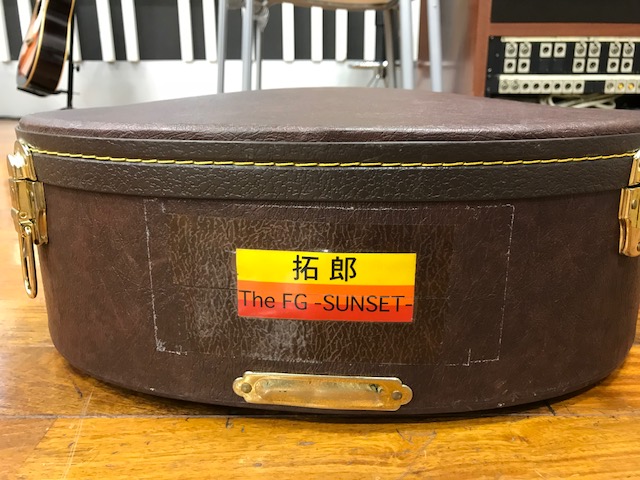 拓郎
The FG -SUNSET-